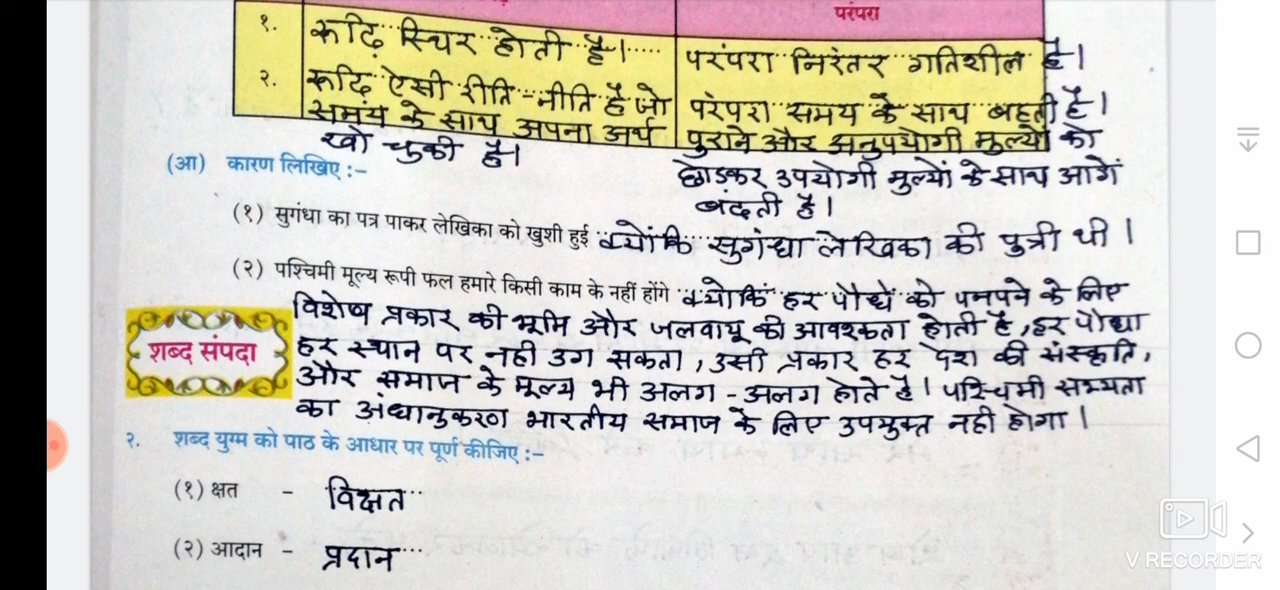 परंपरा
१. रूढि़ स्थिर होती है। परंपरा निरंतर गतिशील है।
२. रूढि़ ऐसी रीति-नीति है जो परंपरा समय के साथ बहती है।
समय के साथ अपना अर्थ पुराने और अनुपयोगी मुल्यों को
खो चुकी है। छोड़कर उपयोगी मुल्यों के साथ आगे
बढ़ती है।
(आ) कारण लिखिए :-
(१) सुगंधा का पत्र पाकर लेखिका को खुशी हुई क्योंकि सुगंधा लेखिका की पुत्री थी।
(२) पश्चिमी मूल्य रूपी फल हमारे किसी काम के नहीं होंगे क्योकिं हर पौधें को पनपने के लिए
विशेष प्रकार की भूमि और जलवायू की आवश्कता होती है, हर पौधा
शब्द संपदा
हर स्थान पर नही उग सकता, उसी प्रकार हर देश की संस्कृति,
और समाज के मूल्य भी अलग-अलग होते है। पश्चिमी सभ्यता
का अंधानुकरण भारतीय समाज के लिए उपयुक्त नही होगा।
२. शब्द युग्म को पाठ के आधार पर पूर्ण कीजिए :-
(१) क्षत - विक्षत
(२) आदान - प्रदान
V RECORDER